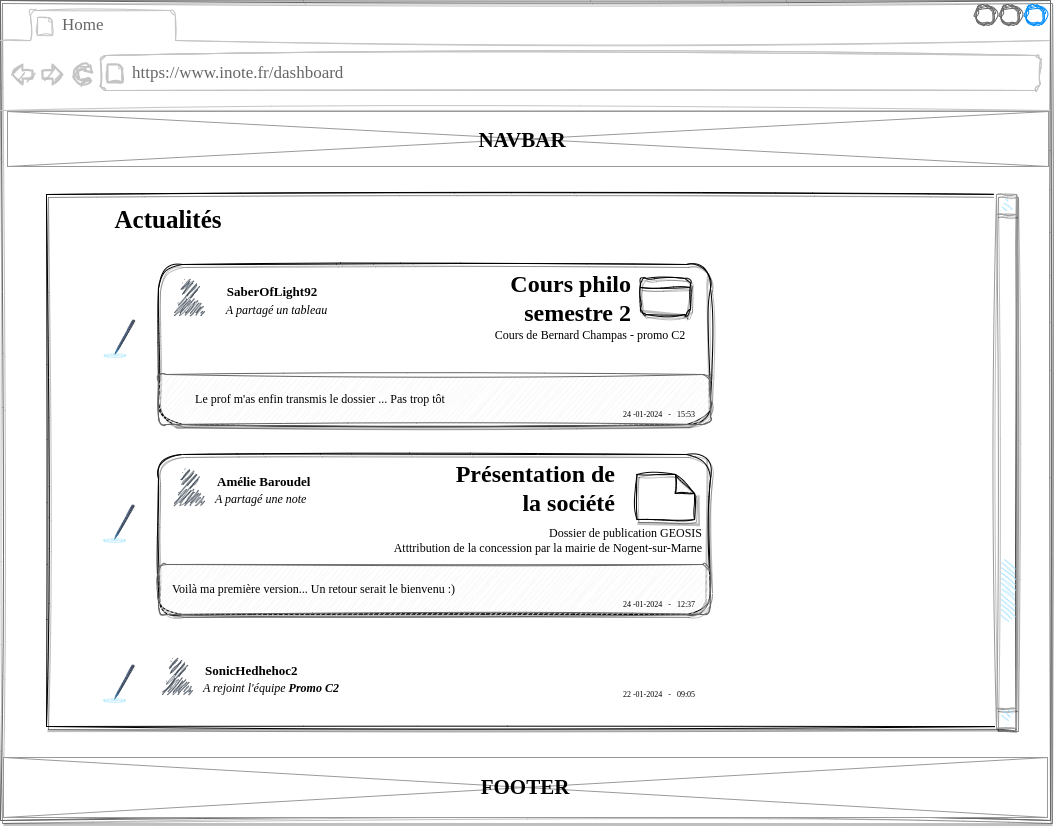 Home
https://www.inote.fr/dashboard
NAVBAR
Actualités
SaberOfLight92
A partagé un tableau
Cours philo
semestre 2
Cours de Bernard Champas - promo C2
Le prof m'as enfin transmis le dossier ... Pas trop tôt
24 -01-2024 - 15:53
Amélie Baroudel
A partagé une note
Présentation de
la société
Dossier de publication GEOSIS
Atttribution de la concession par la mairie de Nogent-sur-Marne
Voilà ma première version... Un retour serait le bienvenu :)
24 -01-2024 - 12:37
SonicHedhehoc2
A rejoint l'équipe Promo C2
22 -01-2024 - 09:05
FOOTER